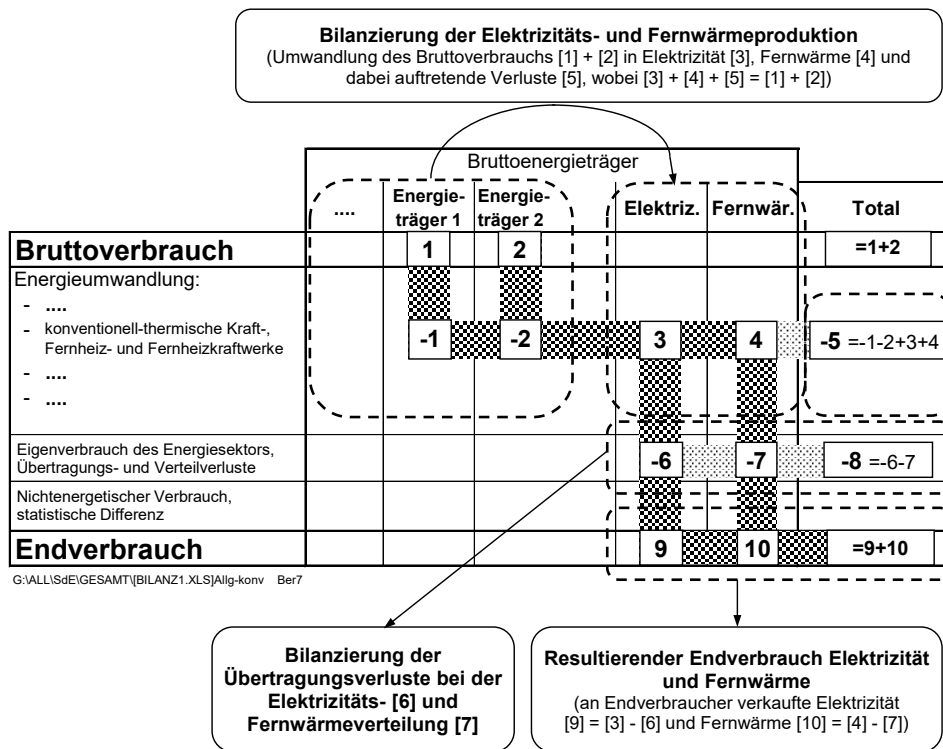 Bilanzierung der Elektrizitäts- und Fernwärmeproduktion
(Umwandlung des Bruttoverbrauchs [1] + [2] in Elektrizität [3], Fernwärme [4] und
dabei auftretende Verluste [5], wobei [3] + [4] + [5] = [1] + [2])
Bruttoenergieträger
.... Energie- Energie- Elektriz. Fernwär. Total
träger 1 träger 2
Bruttoverbrauch 1 2 =1+2
Energieumwandlung:
- ....
- konventionell-thermische Kraft-, -1 -2 3 4 -5 =-1-2+3+4
Fernheiz- und Fernheizkraftwerke
- ....
- ....
Eigenverbrauch des Energiesektors, -6 -7 -8 =-6-7
Übertragungs- und Verteilverluste
Nichtenergetischer Verbrauch,
statistische Differenz
Endverbrauch 9 10 =9+10
G:\ALL\SdE\GESAMT\[BILANZ1.XLS]Allg-konv Ber7
Bilanzierung der
Übertragungsverluste bei der
Elektrizitäts- [6] und
Fernwärmeverteilung [7]
Resultierender Endverbrauch Elektrizität
und Fernwärme
(an Endverbraucher verkaufte Elektrizität
[9] = [3] - [6] und Fernwärme [10] = [4] - [7])